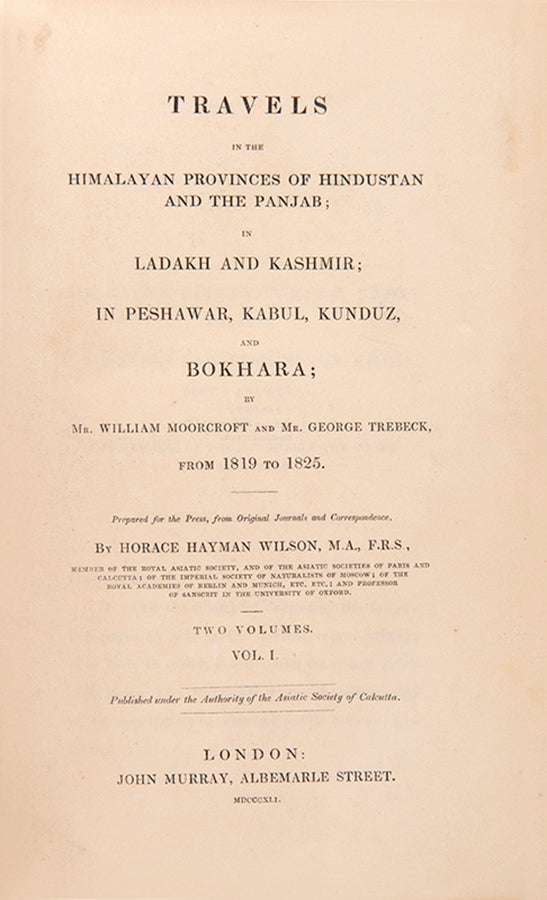 TRAVELS
IN THE
HIMALAYAN PROVINCES OF HINDUSTAN
AND THE PANJAB;
IN
LADAKH AND KASHMIR;
IN PESHAWAR, KABUL, KUNDUZ,
AND
BOKHARA;
BY
MR. WILLIAM MOORCROFT AND MR. GEORGE TREBECK,
FROM 1819 TO 1825.
Prepared for the Press, from Original Journals and Correspondence,
BY HORACE HAYMAN WILSON, M.A., F.R.S,
MEMBER OF THE ROYAL ASIATIC SOCIETY, AND OF THE ASIATIC SOCIETIES OF PARIS AND
CALCUTTA; OF THE IMPERIAL SOCIETY OF NATURALISTS OF MOSCOW; OF THE
ROYAL ACADEMIES OF BERLIN AND MUNICH, ETC. ETC.; AND PROFESSOR
OF SANSCRIT IN THE UNIVERSITY OF OXFORD.
TWO VOLUMES.
VOL. I.
Published under the Authority of the Asiatic Society of Calcutta.
LONDON:
JOHN MURRAY, ALBEMARLE STREET.
MDCCCXLI.